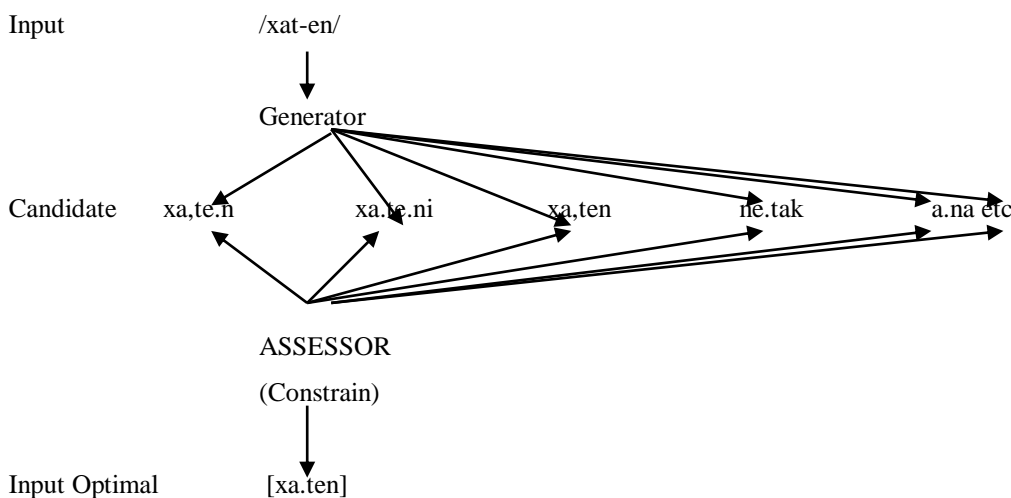 Input /xat-en/
Generator
Candidate xa,te.n xa.te.ni xa,ten ne.tak a.na etc
ASSESSOR
(Constrain)
Input Optimal [xa.ten]